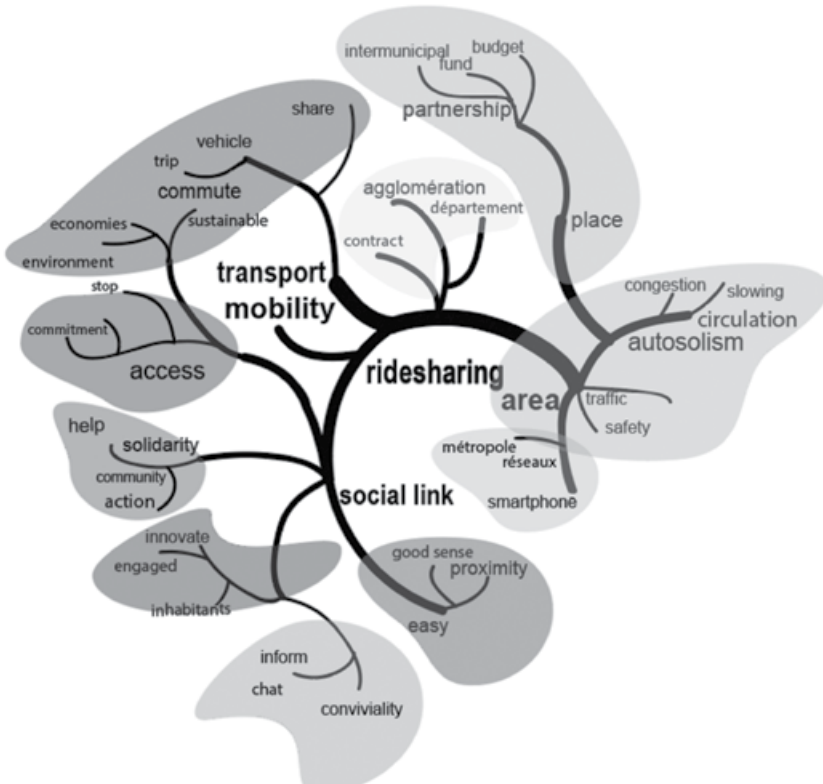 intermunicipal
budget
fund
partnership
share
vehicle
trip
commute
sustainable
economies
environment
agglomération
département
contract
place
transport
mobility
stop
commitment
access
congestion
slowing
circulation
autosolism
ridesharing
area
traffic
safety
help
solidarity
community
action
métropole
réseaux
smartphone
social link
innovate
engaged
inhabitants
good sense
proximity
easy
inform
chat
conviviality